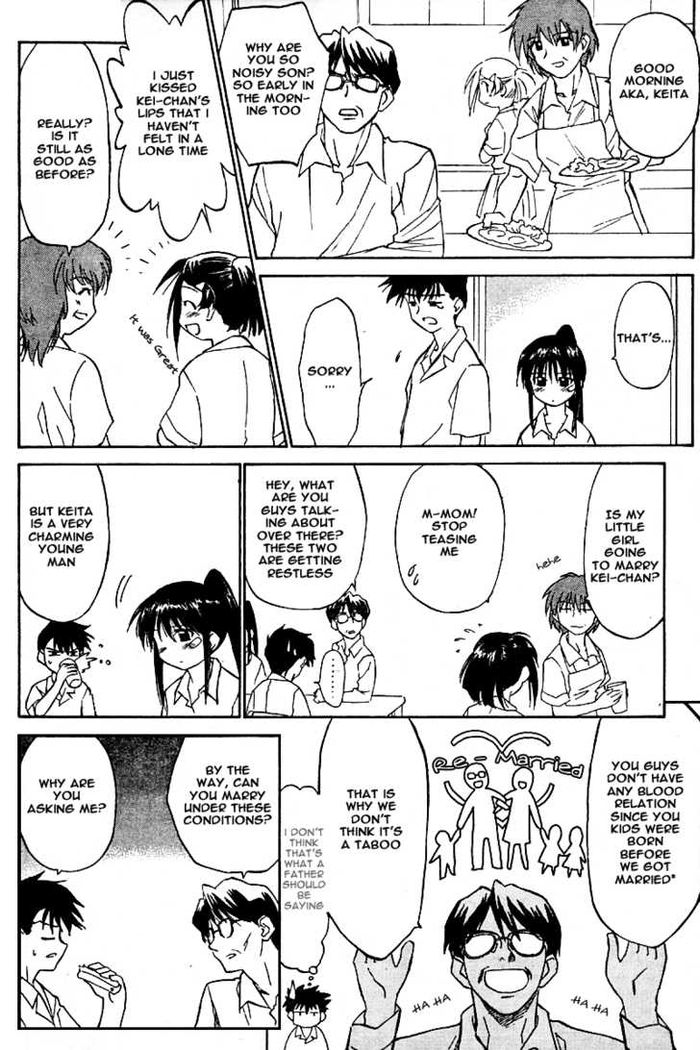 GOOD
MORNING
AKA, KEITA
WHY ARE
YOU SO
NOISY SON?
SO EARLY IN
THE MORN-
ING TOO
I JUST
KISSED
KEI-CHAN'S
LIPS THAT I
HAVEN'T
FELT IN A
LONG TIME
REALLY?
IS IT
STILL AS
GOOD AS
BEFORE?
It was Great
THAT'S...
SORRY
...
IS MY
LITTLE
GIRL
GOING
TO MARRY
KEI-CHAN?
hehe
M-MOM!
STOP
TEASING
ME
HEY, WHAT
ARE YOU
GUYS TALK-
ING ABOUT
OVER THERE?
THESE TWO
ARE GETTING
RESTLESS
BUT KEITA
IS A VERY
CHARMING
YOUNG
MAN
YOU GUYS
DON'T HAVE
ANY BLOOD
RELATION
SINCE YOU
KIDS WERE
BORN
BEFORE
WE GOT
MARRIED"
Re-Married
THAT IS
WHY WE
DON'T
THINK IT'S
A TABOO
HA HA
HA HA
I DON'T
THINK
THAT'S
WHAT A
FATHER
SHOULD
BE
SAYING
BY THE
WAY, CAN
YOU MARRY
UNDER THESE
CONDITIONS?
WHY ARE
YOU
ASKING ME?